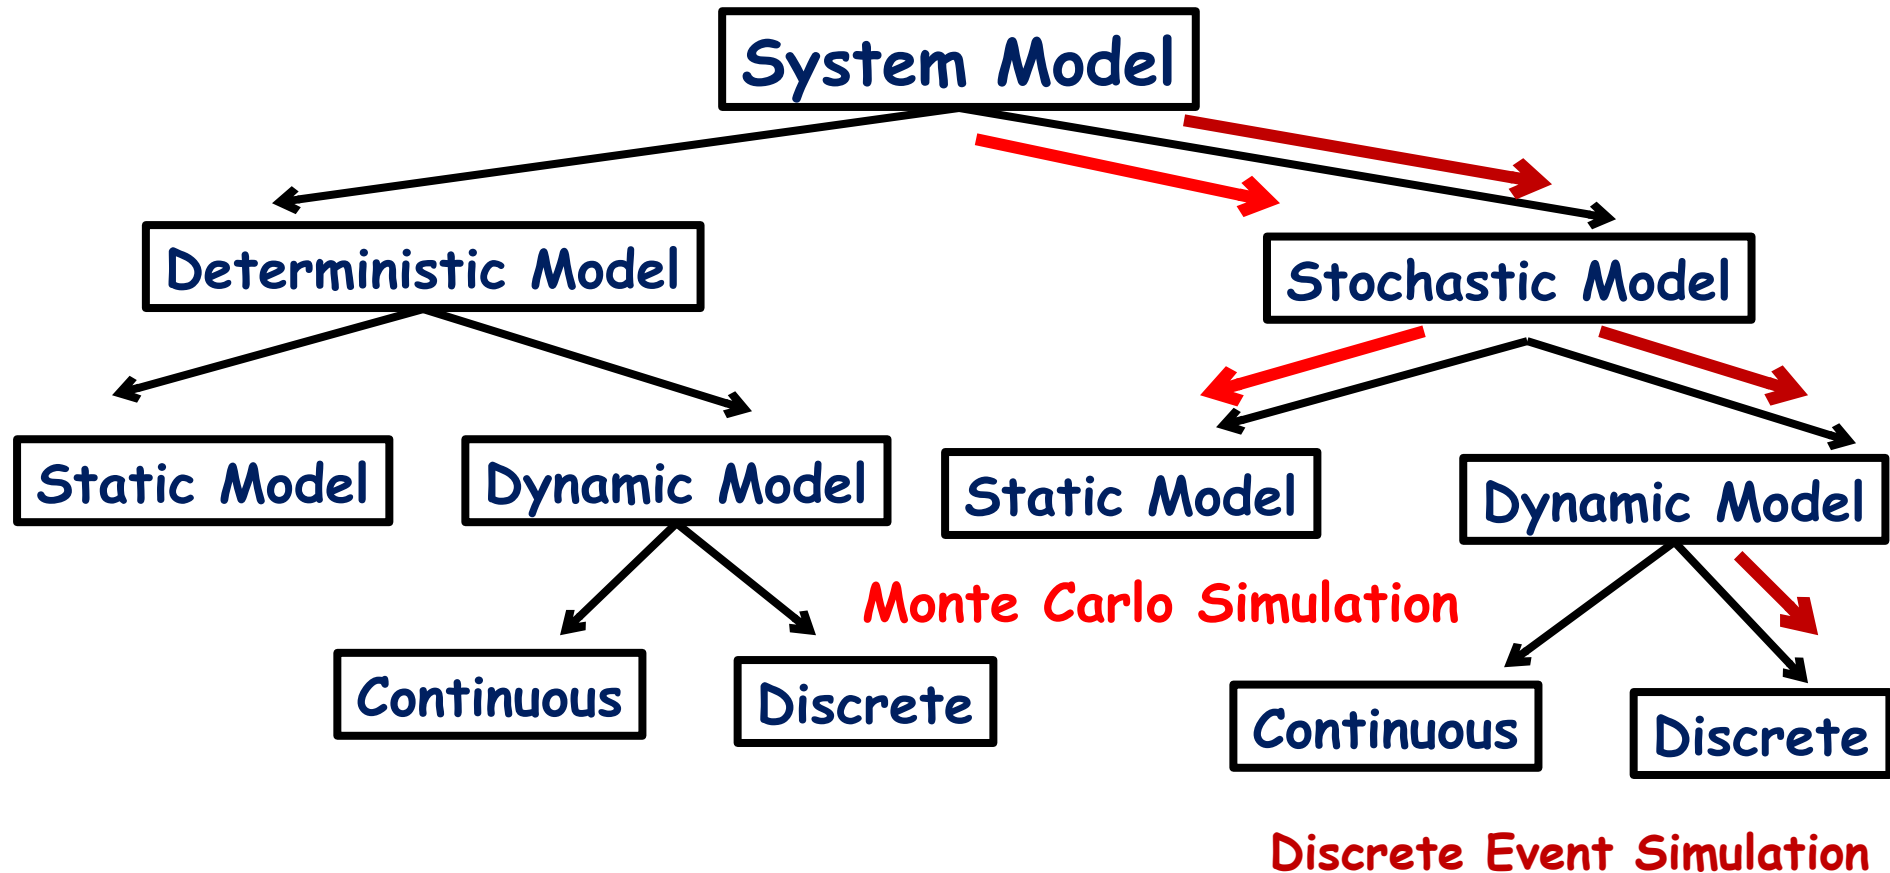 System Model
Deterministic Model
Stochastic Model
Static Model
Dynamic Model
Static Model
Dynamic Model
Monte Carlo Simulation
Continuous
Discrete
Continuous
Discrete
Discrete Event Simulation